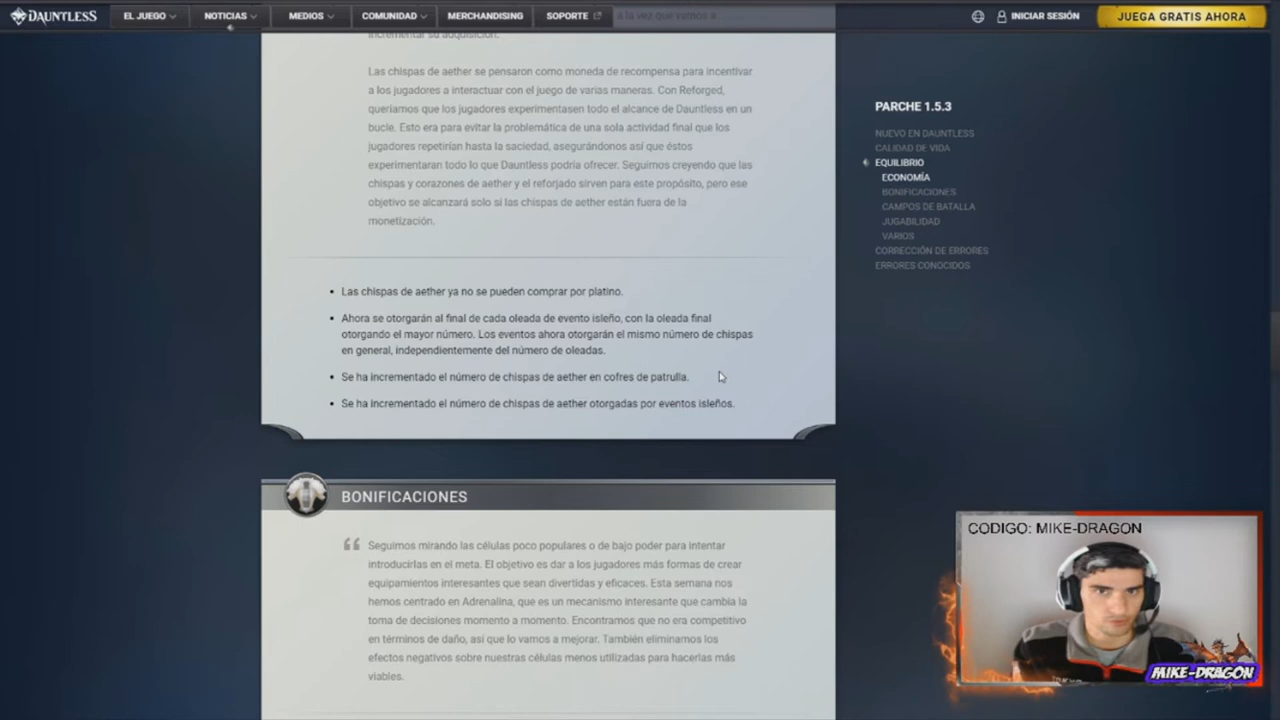 DAUNTLESS
EL JUEGO
NOTICIAS
MEDIOS
COMUNIDAD
MERCHANDISING
SOPORTE
a la vez que vamos a
INICIAR SESIÓN
JUEGA GRATIS AHORA
incrementar su adquisición.
Las chispas de aether se pensaron como moneda de recompensa para incentivar
a los jugadores a interactuar con el juego de varias maneras. Con Reforged,
queríamos que los jugadores experimentasen todo el alcance de Dauntless en un
bucle. Esto era para evitar la problemática de una sola actividad final que los
jugadores repetirían hasta la saciedad, asegurándonos así que éstos
experimentaran todo lo que Dauntless podría ofrecer. Seguimos creyendo que las
chispas y corazones de aether y el reforjado sirven para este propósito, pero ese
objetivo se alcanzará solo si las chispas de aether están fuera de la
monetización.
• Las chispas de aether ya no se pueden comprar por platino.
• Ahora se otorgarán al final de cada oleada de evento isleño, con la oleada final
otorgando el mayor número. Los eventos ahora otorgarán el mismo número de chispas
en general, independientemente del número de oleadas.
• Se ha incrementado el número de chispas de aether en cofres de patrulla.
• Se ha incrementado el número de chispas de aether otorgadas por eventos isleños.
BONIFICACIONES
Seguimos mirando las células poco populares o de bajo poder para intentar
introducirlas en el meta. El objetivo es dar a los jugadores más formas de crear
equipamientos interesantes que sean divertidas y eficaces. Esta semana nos
hemos centrado en Adrenalina, que es un mecanismo interesante que cambia la
toma de decisiones momento a momento. Encontramos que no era competitivo
en términos de daño, así que lo vamos a mejorar. También eliminamos los
efectos negativos sobre nuestras células menos utilizadas para hacerlas más
viables.
PARCHE 1.5.3
NUEVO EN DAUNTLESS
CALIDAD DE VIDA
EQUILIBRIO
ECONOMÍA
BONIFICACIONES
CAMPOS DE BATALLA
JUGABILIDAD
VARIOS
CORRECCIÓN DE ERRORES
ERRORES CONOCIDOS
CODIGO: MIKE-DRAGON
MIKE-DRAGON